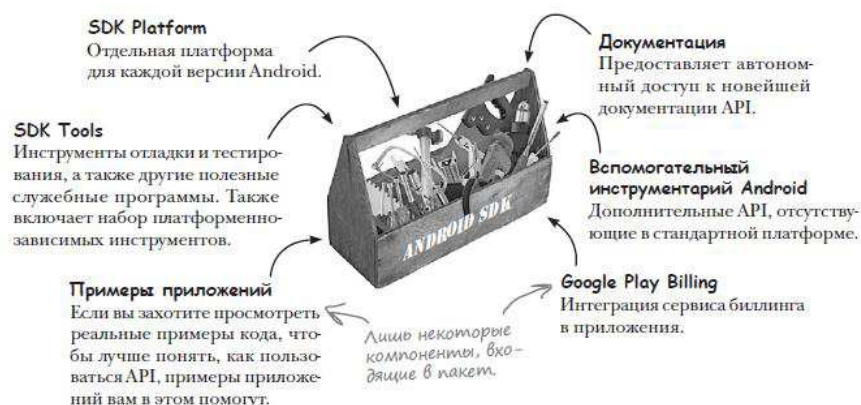 SDK Platform
Отдельная платформа
для каждой версии Android.
SDK Tools
Инструменты отладки и тестиро-
вания, а также другие полезные
служебные программы. Также
включает набор платформенно-
зависимых инструментов.
Примеры приложений
Если вы захотите просмотреть
реальные примеры кода, что-
бы лучше понять, как пользо-
ваться API, примеры приложе-
ний вам в этом помогут.
ANDROID SDK
Лишь некоторые
компоненты, вхо-
дящие в пакет.
Документация
Предоставляет автоном-
ный доступ к новейшей
документации API.
Вспомогательный
инструментарий Android
Дополнительные API, отсутству-
ющие в стандартной платформе.
Google Play Billing
Интеграция сервиса биллинга
в приложения.